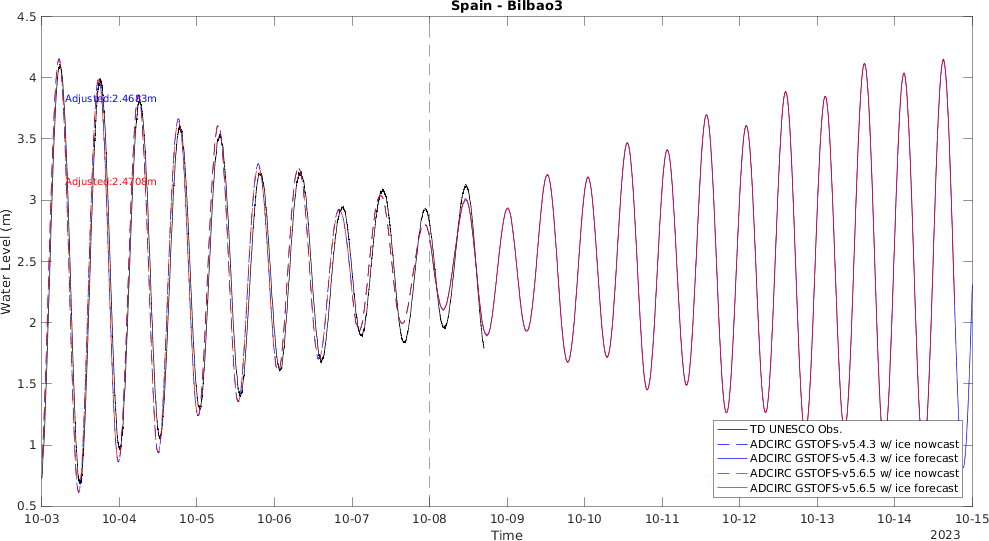 Spain - Bilbao3
4.5
4
3.5
3
2.5
2
1.5
1
0.5
Water Level (m)
Adjusted:2.4683m
Adjusted:2.4708m
TD UNESCO Obs.
ADCIRC GSTOFS-v5.4.3 w/ ice nowcast
ADCIRC GSTOFS-v5.4.3 w/ ice forecast
ADCIRC GSTOFS-v5.6.5 w/ ice nowcast
ADCIRC GSTOFS-v5.6.5 w/ ice forecast
10-03 10-04 10-05 10-06 10-07 10-08 10-09 10-10 10-11 10-12 10-13 10-14 10-15
Time
2023